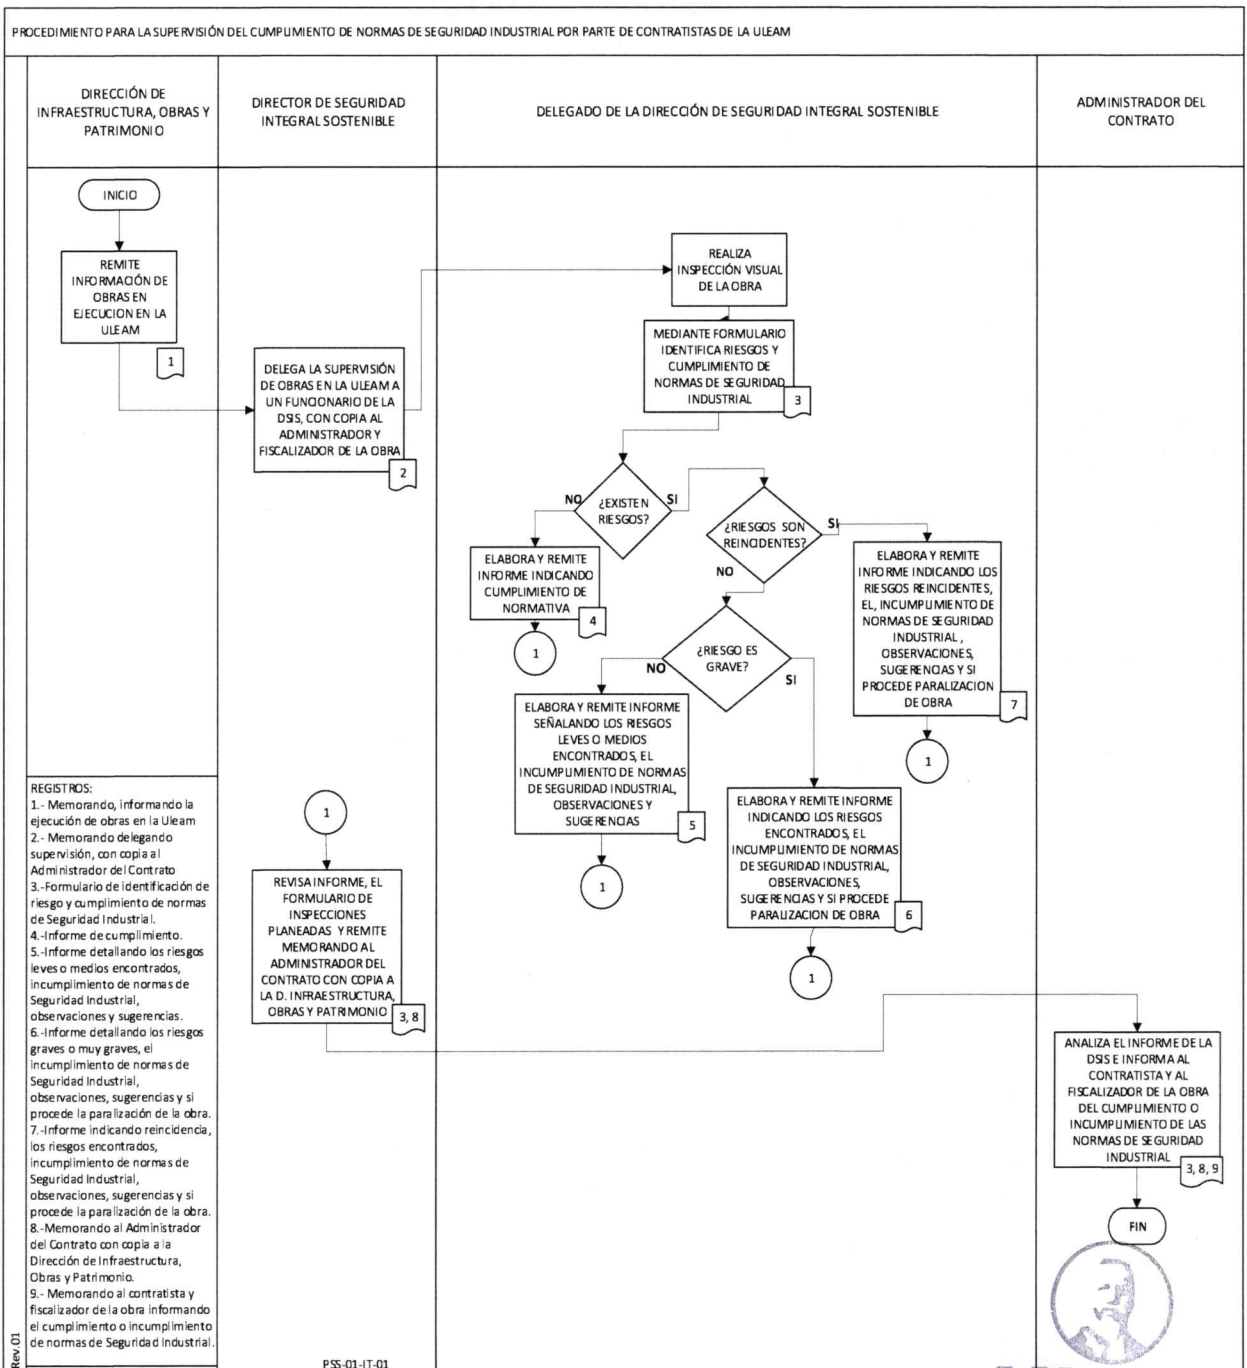 PROCEDIMIENTO PARA LA SUPERVISIÓN DEL CUMPLIMIENTO DE NORMAS DE SEGURIDAD INDUSTRIAL POR PARTE DE CONTRATISTAS DE LA ULEAM
DIRECCIÓN DE
INFRAESTRUCTURA, OBRAS Y
PATRIMONIO
DIRECTOR DE SEGURIDAD
INTEGRAL SOSTENIBLE
DELEGADO DE LA DIRECCIÓN DE SEGURIDAD INTEGRAL SOSTENIBLE
ADMINISTRADOR DEL
CONTRATO
INICIO
REMITE
INFORMACIÓN DE
OBRAS EN
EJECUCION EN LA
ULEAM
1
DELEGA LA SUPERVISIÓN
DE OBRAS EN LA ULEAM A
UN FUNCIONARIO DE LA
DSIS, CON COPIA AL
ADMINISTRADOR Y
FISCALIZADOR DE LA OBRA
2
REALIZA
INSPECCIÓN VISUAL
DE LA OBRA
MEDIANTE FORMULARIO
IDENTIFICA RIESGOS Y
CUMPLIMIENTO DE
NORMAS DE SEGURIDAD
INDUSTRIAL
3
¿EXISTEN
RIESGOS?
NO
SI
¿RIESGOS SON
REINCIDENTES?
SI
NO
ELABORA Y REMITE
INFORME INDICANDO
CUMPLIMIENTO DE
NORMATIVA
4
1
¿RIESGO ES
GRAVE?
NO
SI
ELABORA Y REMITE
INFORME INDICANDO LOS
RIESGOS REINCIDENTES,
EL, INCUMPLIMIENTO DE
NORMAS DE SEGURIDAD
INDUSTRIAL ,
OBSERVACIONES,
SUGERENCIAS Y SI
PROCEDE PARALIZACION
DE OBRA
7
1
ELABORA Y REMITE INFORME
SEÑALANDO LOS RIESGOS
LEVES O MEDIOS
ENCONTRADOS, EL
INCUMPLIMIENTO DE NORMAS
DE SEGURIDAD INDUSTRIAL,
OBSERVACIONES Y
SUGERENCIAS
5
1
ELABORA Y REMITE INFORME
INDICANDO LOS RIESGOS
ENCONTRADOS, EL
INCUMPLIMIENTO DE NORMAS
DE SEGURIDAD INDUSTRIAL,
OBSERVACIONES,
SUGERENCIAS Y SI PROCEDE
PARALIZACION DE OBRA
6
1
1
REVISA INFORME, EL
FORMULARIO DE
INSPECCIONES
PLANEADAS Y REMITE
MEMORANDO AL
ADMINISTRADOR DEL
CONTRATO CON COPIA A
LA D. INFRAESTRUCTURA,
OBRAS Y PATRIMONIO
3, 8
ANALIZA EL INFORME DE LA
DSIS E INFORMA AL
CONTRATISTA Y AL
FISCALIZADOR DE LA OBRA
DEL CUMPLIMIENTO O
INCUMPLIMIENTO DE LAS
NORMAS DE SEGURIDAD
INDUSTRIAL
3, 8, 9
FIN
REGISTROS:
1.- Memorando, informando la
ejecución de obras en la Uleam
2.- Memorando delegando
supervisión, con copia al
Administrador del Contrato
3.-Formulario de identificación de
riesgo y cumplimiento de normas
de Seguridad Industrial.
4.-Informe de cumplimiento.
5.-Informe detallando los riesgos
leves o medios encontrados,
incumplimiento de normas de
Seguridad Industrial,
observaciones y sugerencias.
6.-Informe detallando los riesgos
graves o muy graves, el
incumplimiento de normas de
Seguridad Industrial,
observaciones, sugerencias y si
procede la paralización de la obra.
7.-Informe indicando reincidencia,
los riesgos encontrados,
incumplimiento de normas de
Seguridad Industrial,
observaciones, sugerencias y si
procede la paralización de la obra.
8.-Memorando al Administrador
del Contrato con copia a la
Dirección de Infraestructura,
Obras y Patrimonio.
9.- Memorando al contratista y
fiscalizador de la obra informando
el cumplimiento o incumplimiento
de normas de Seguridad Industrial.
Rev.01
PSS-01-IT-01